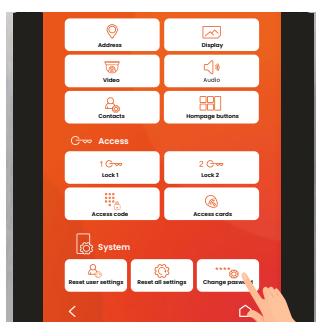 Address Display
Video Audio
Contacts Hompage buttons
Access
1 2
Lock 1 Lock 2
Access code Access cards
System
****
Reset user settings Reset all settings Change password